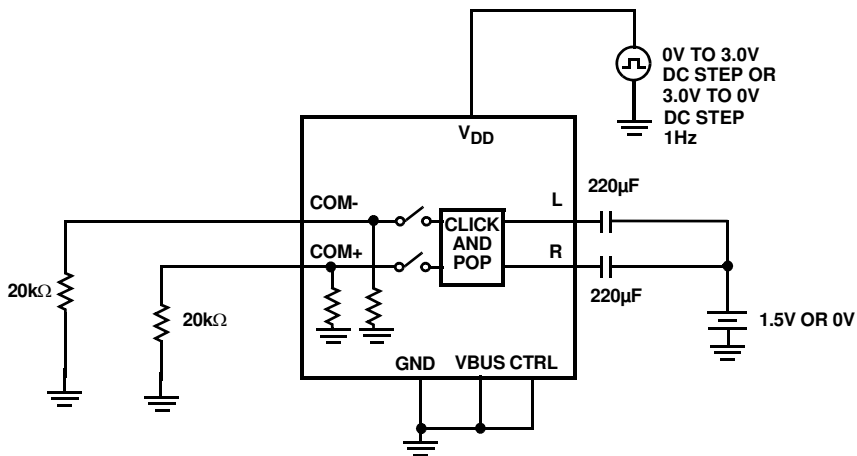 0V TO 3.0V
DC STEP OR
3.0V TO 0V
DC STEP
1Hz
VDD
220µF
COM-
L
CLICK
AND
POP
COM+
R
20kΩ
20kΩ
220µF
1.5V OR 0V
GND
VBUS
CTRL